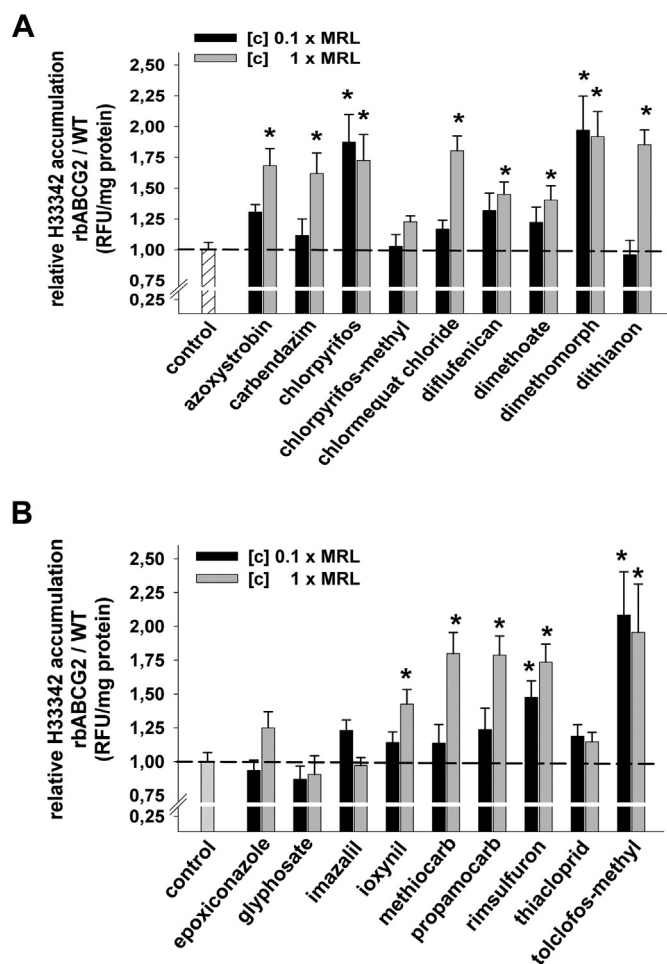 A
[c] 0.1 x MRL
[c] 1 x MRL
relative H33342 accumulation
rbABCG2 / WT
(RFU/mg protein)
2,50
2,25
2,00
1,75
1,50
1,25
1,00
0,75
0,25
* * * * * * * * * *
control
azoxystrobin
carbendazim
chlorpyrifos
chlorpyrifos-methyl
chlormequat chloride
diflufenican
dimethoate
dimethomorph
dithianon
B
[c] 0.1 x MRL
[c] 1 x MRL
relative H33342 accumulation
rbABCG2 / WT
(RFU/mg protein)
2,50
2,25
2,00
1,75
1,50
1,25
1,00
0,75
0,25
* * * * * * *
control
epoxiconazole
glyphosate
imazalil
ioxynil
methiocarb
propamocarb
rimsulfuron
thiacloprid
tolclofos-methyl